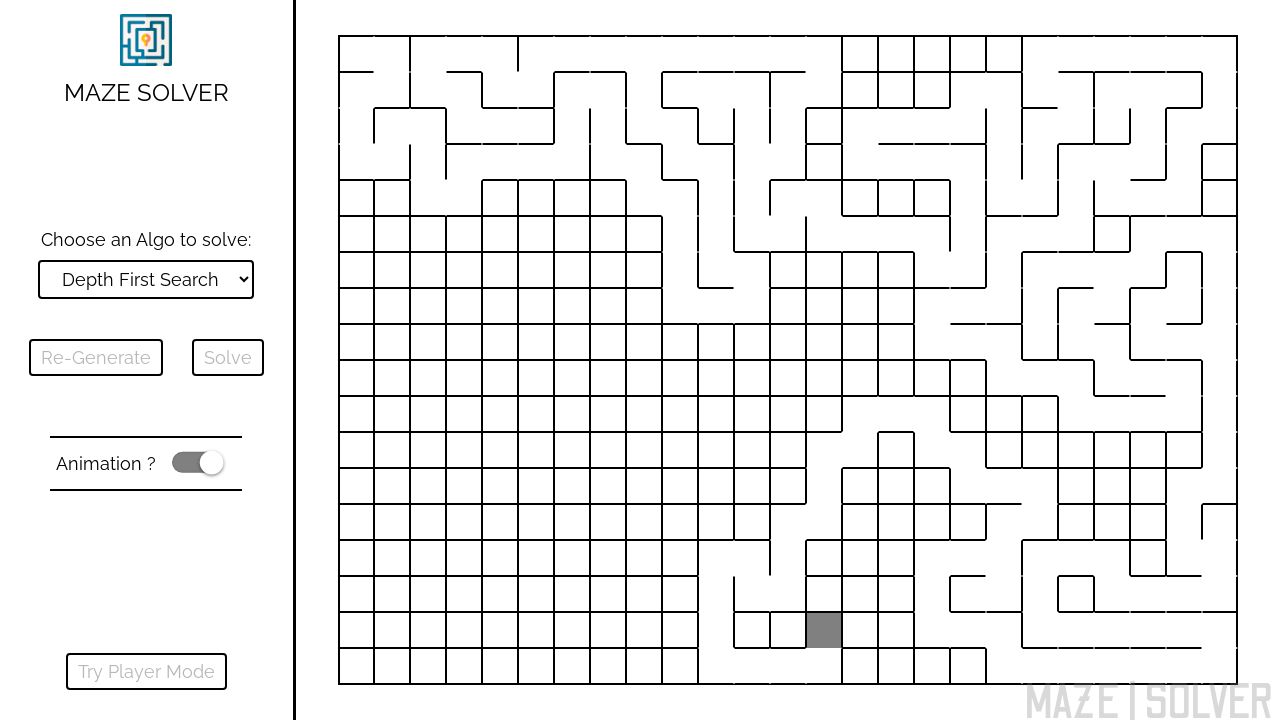 MAZE SOLVER
Choose an Algo to solve:
Depth First Search
Re-Generate
Solve
Animation ?
Try Player Mode
MAZE | SOLVER